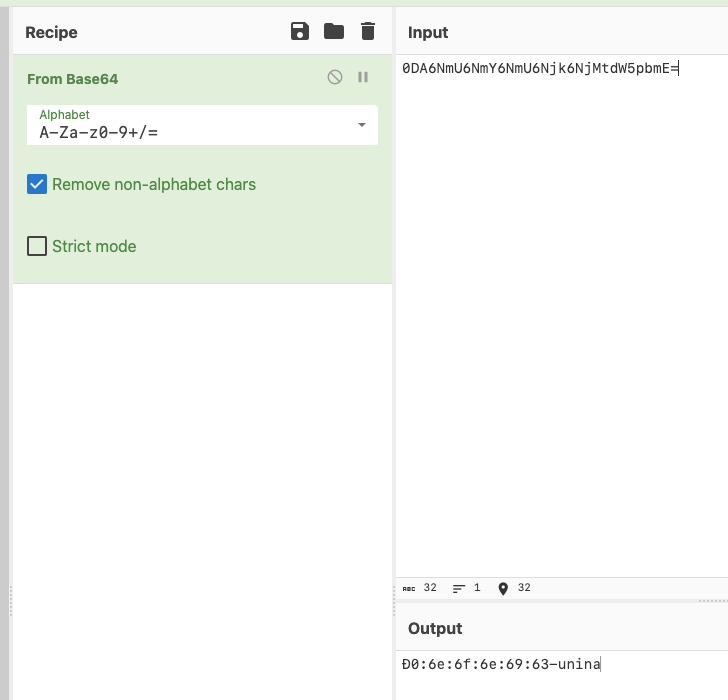 Recipe
From Base64
Alphabet
A-Za-z0-9+/=
Remove non-alphabet chars
Strict mode
Input
0DA6NmU6NmY6NmU6Njk6NjMtdW5pbmE=
ABC 32 1 32
Output
Ð0:6e:6f:6e:69:63-unina